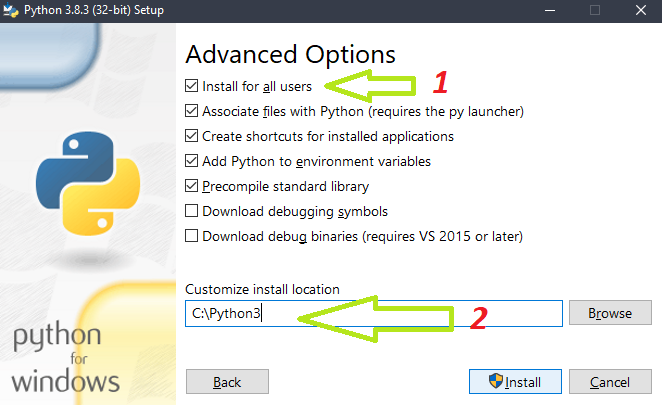 Python 3.8.3 (32-bit) Setup
Advanced Options
Install for all users
1
Associate files with Python (requires the py launcher)
Create shortcuts for installed applications
Add Python to environment variables
Precompile standard library
Download debugging symbols
Download debug binaries (requires VS 2015 or later)
Customize install location
C:\Python3
2
Browse
python
for
windows
Back
Install
Cancel